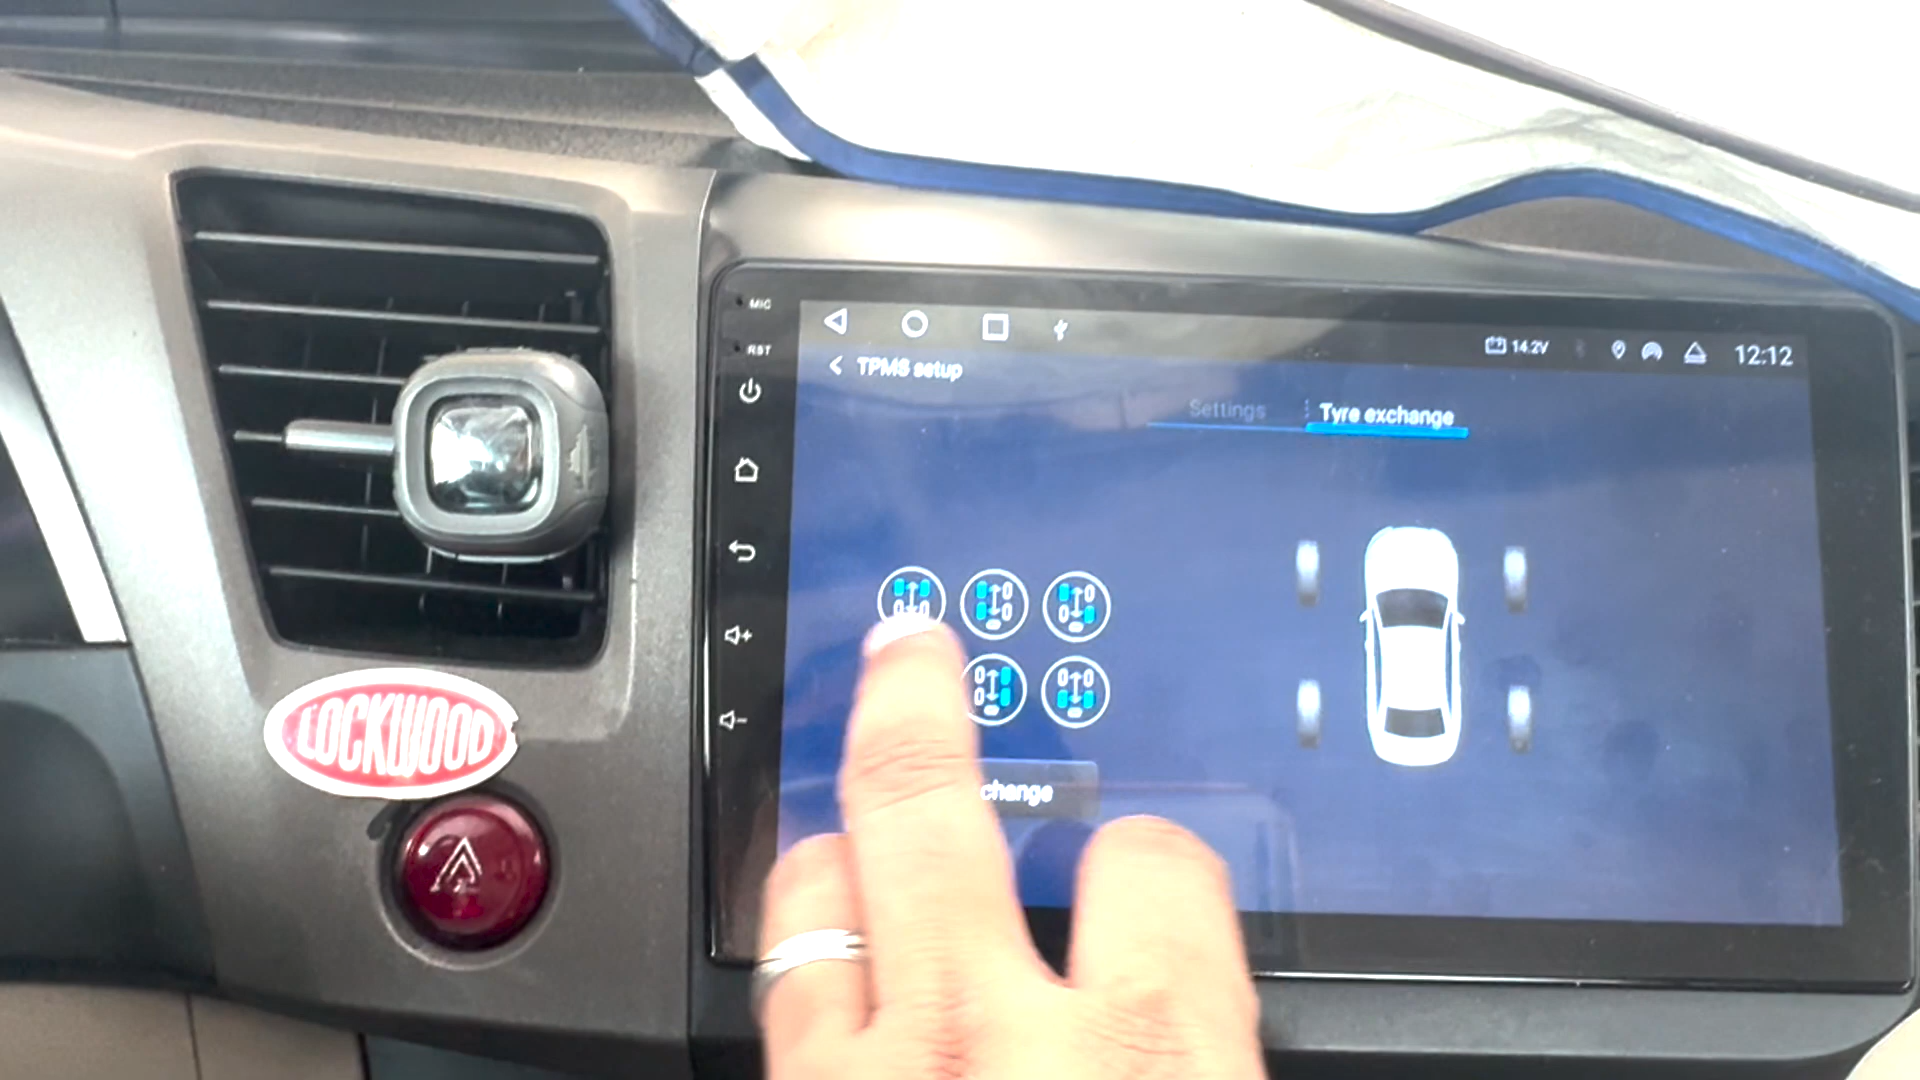 MIC
RST
14.2V
12:12
TPMS setup
Settings
Tyre exchange
change
LOCKWOOD